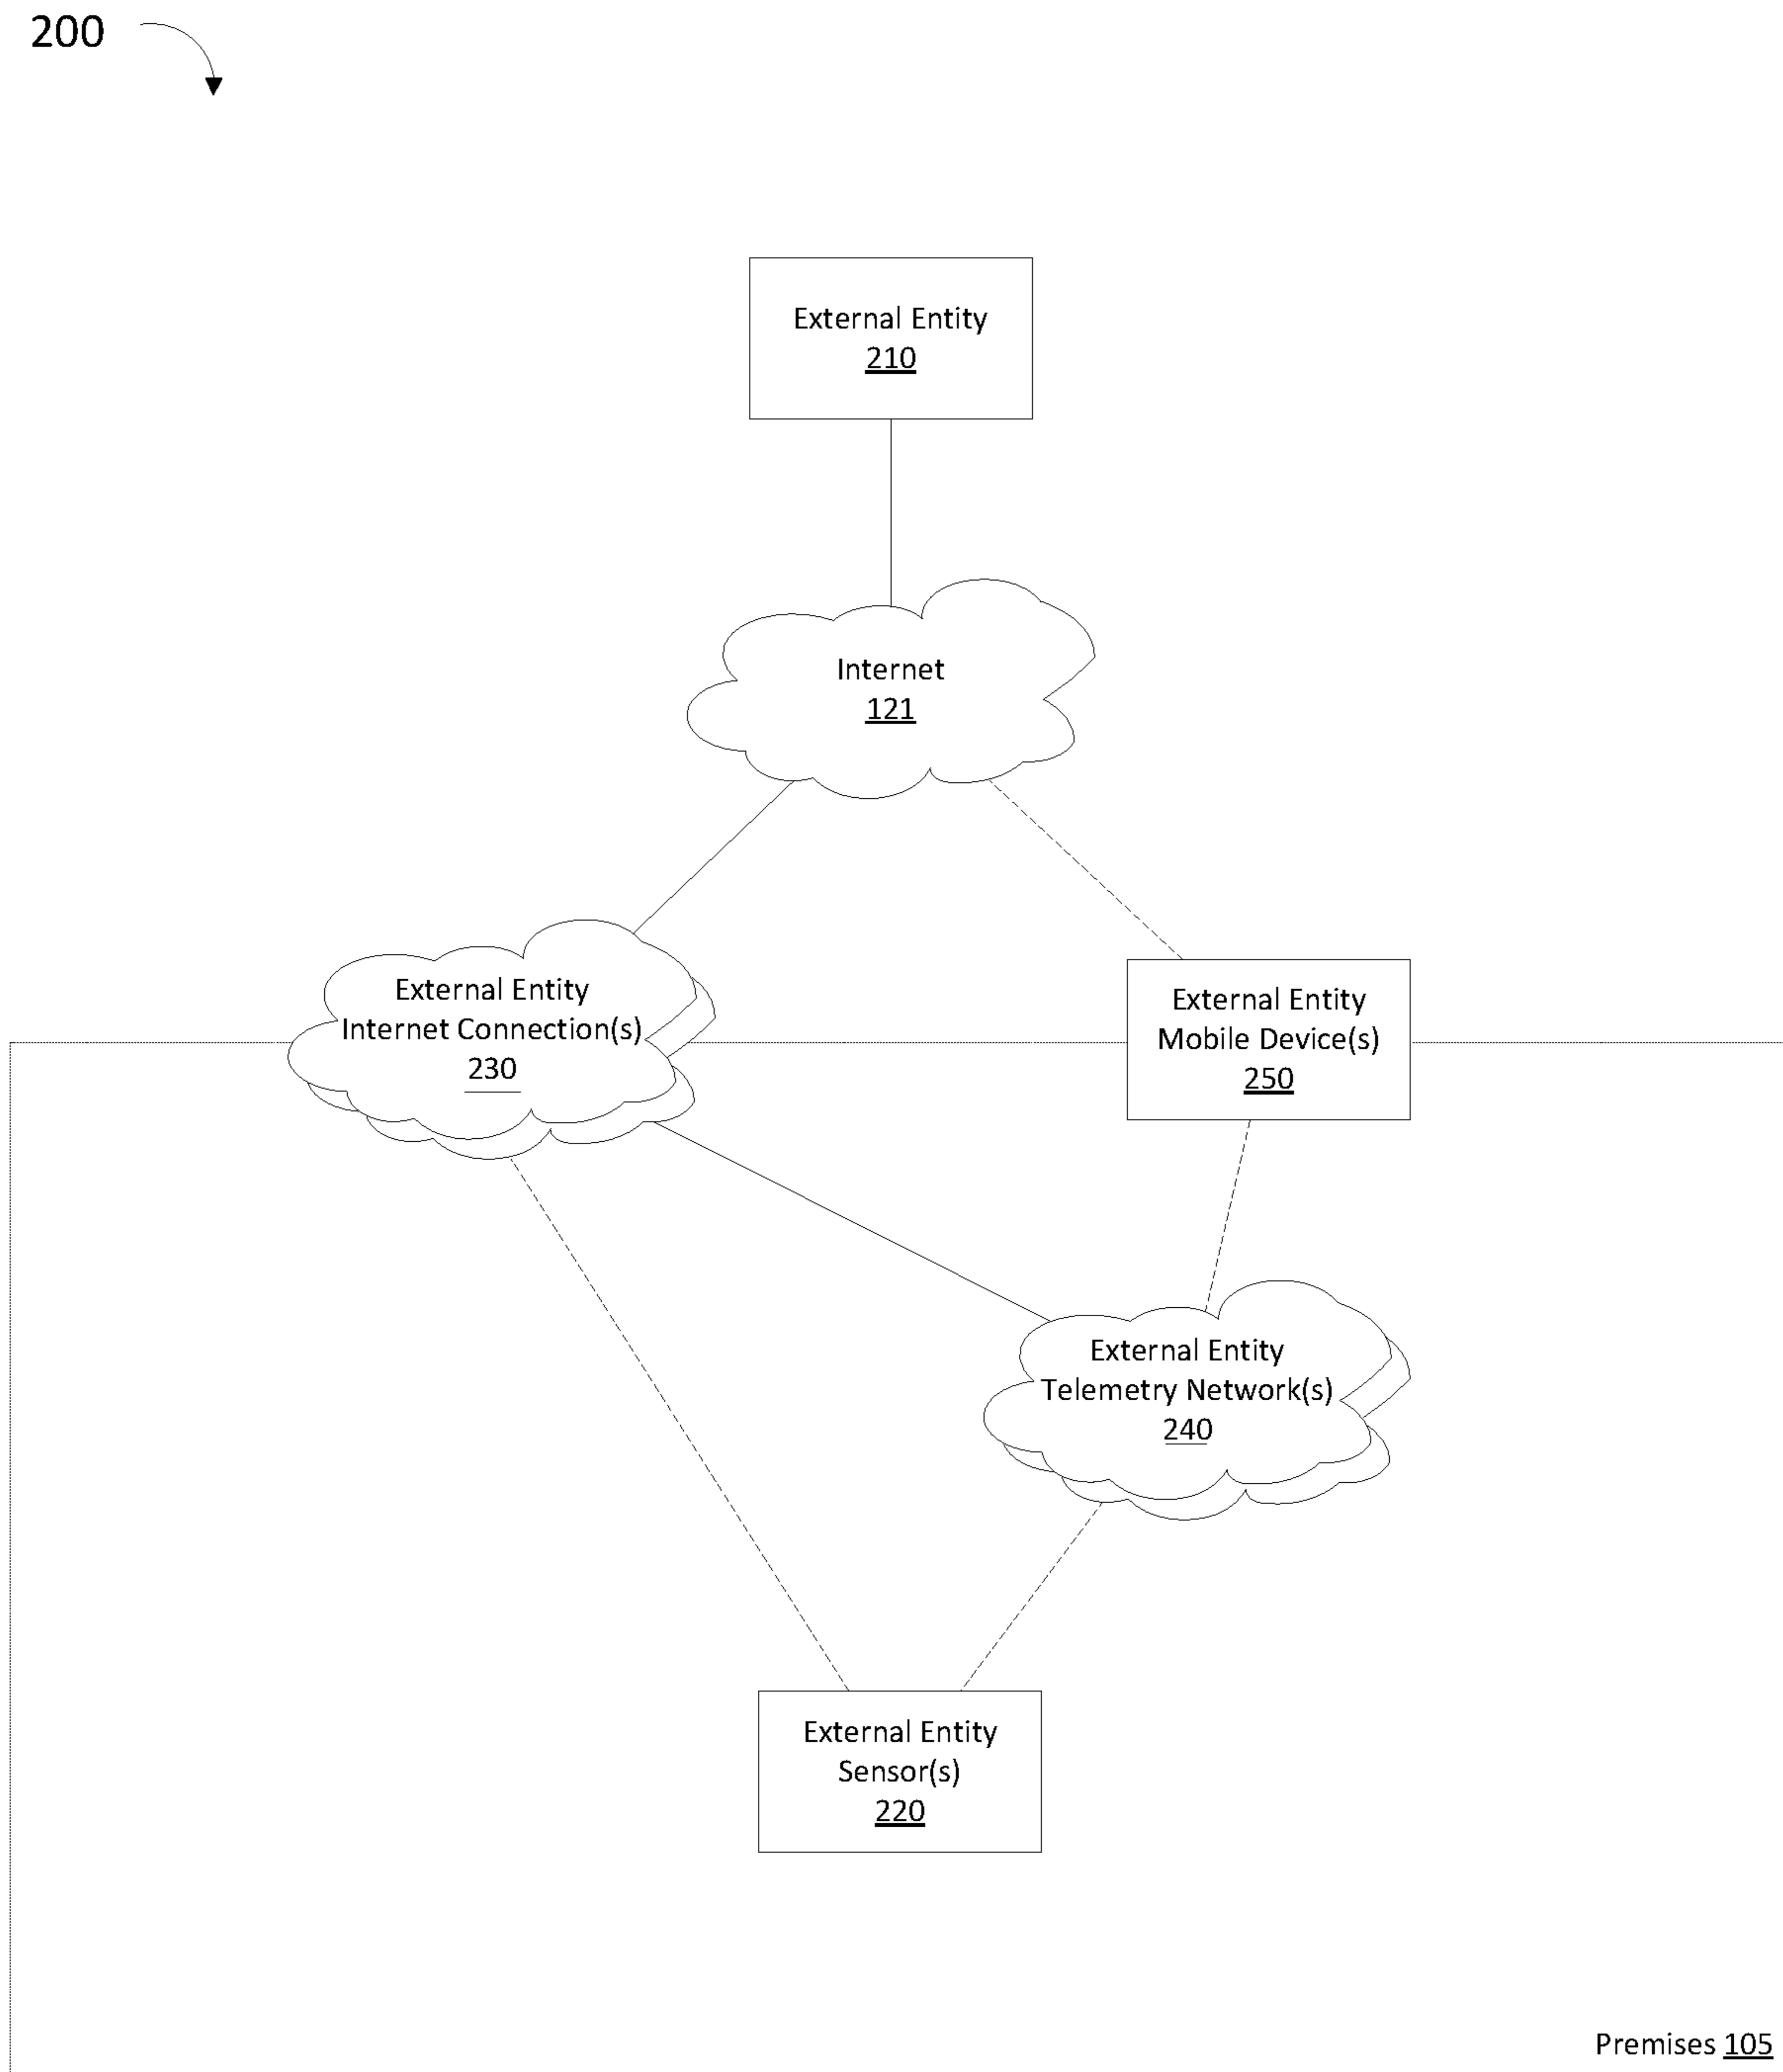 200
External Entity
210
Internet
121
External Entity
Internet Connection(s)
230
External Entity
Mobile Device(s)
250
External Entity
Telemetry Network(s)
240
External Entity
Sensor(s)
220
Premises 105